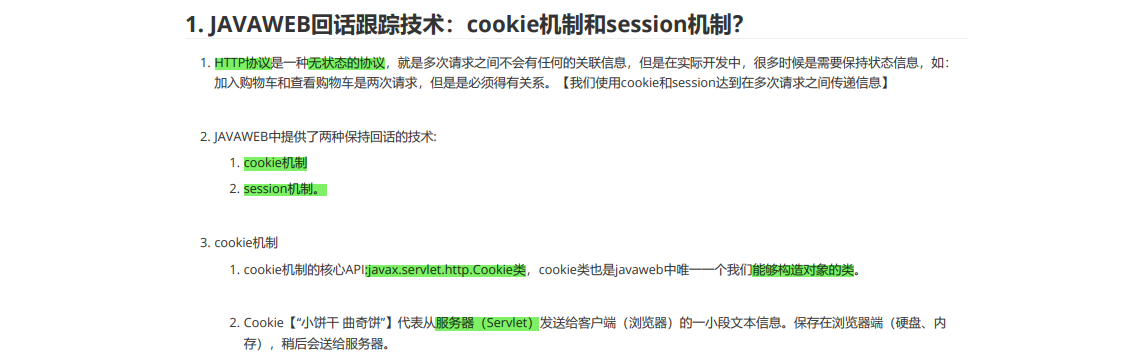 1. JAVAWEB回话跟踪技术：cookie机制和session机制？
1. HTTP协议是一种无状态的协议，就是多次请求之间不会有任何的关联信息，但是在实际开发中，很多时候是需要保持状态信息，如：
加入购物车和查看购物车是两次请求，但是是必须得有关系。【我们使用cookie和session达到在多次请求之间传递信息】
2. JAVAWEB中提供了两种保持回话的技术:
1. cookie机制
2. session机制。
3. cookie机制
1. cookie机制的核心API:javax.servlet.http.Cookie类，cookie类也是javaweb中唯一一个我们能够构造对象的类。
2. Cookie【“小饼干 曲奇饼”】代表从服务器（Servlet）发送给客户端（浏览器）的一小段文本信息。保存在浏览器端（硬盘、内
存），稍后会送给服务器。